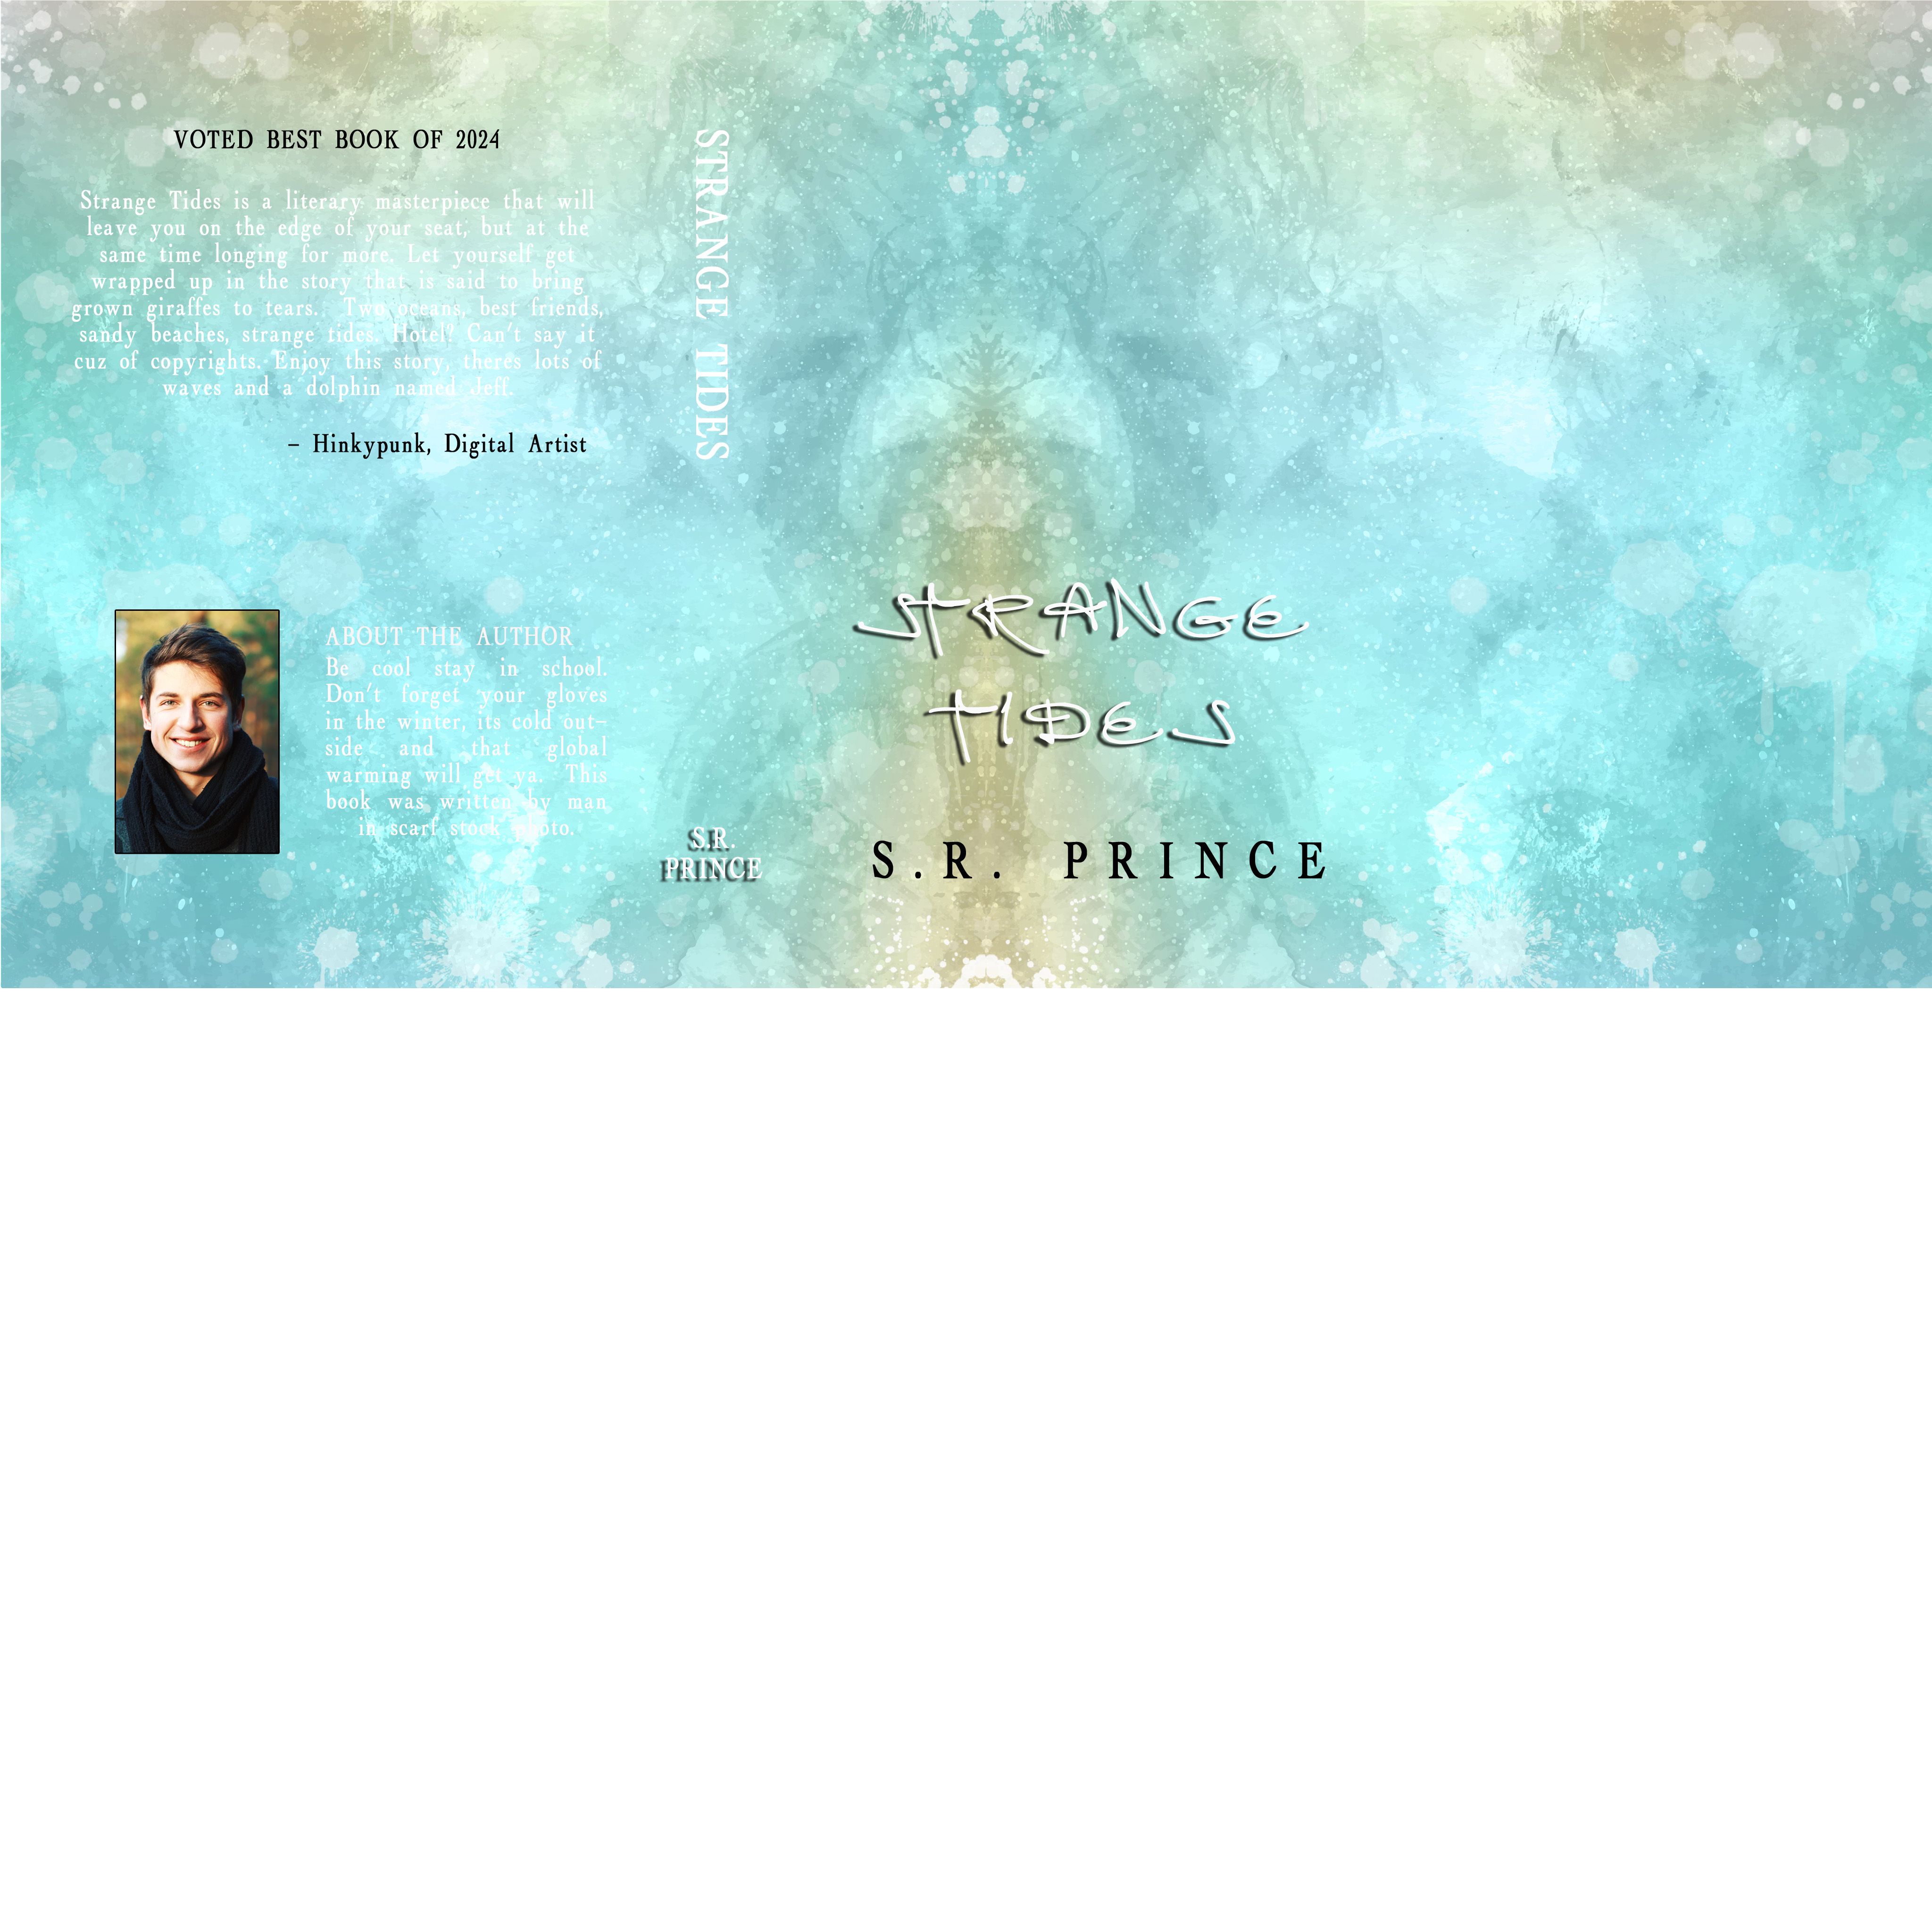 VOTED BEST BOOK OF 2024
Strange Tides is a literary masterpiece that will
leave you on the edge of your seat, but at the
same time longing for more. Let yourself get
wrapped up in the story that is said to bring
grown giraffes to tears. Two oceans, best friends,
sandy beaches, strange tides. Hotel? Can't say it
cuz of copyrights. Enjoy this story, theres lots of
waves and a dolphin named Jeff.
– Hinkypunk, Digital Artist
ABOUT THE AUTHOR
Be cool stay in school.
Don't forget your gloves
in the winter, its cold out-
side and that global
warming will get ya. This
book was written by man
in scarf stock photo.
STRANGE TIDES
S.R.
PRINCE
STRANGE
TIDES
S.R. PRINCE